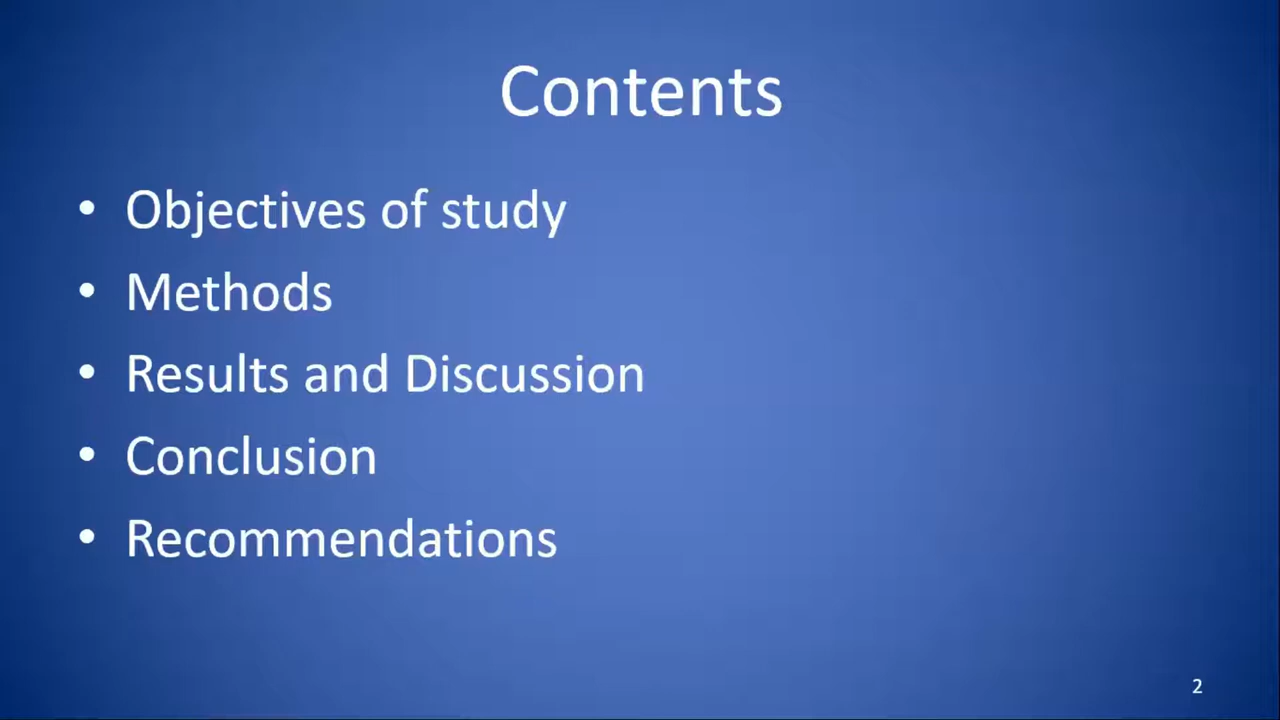 Contents
• Objectives of study
• Methods
• Results and Discussion
• Conclusion
• Recommendations
2